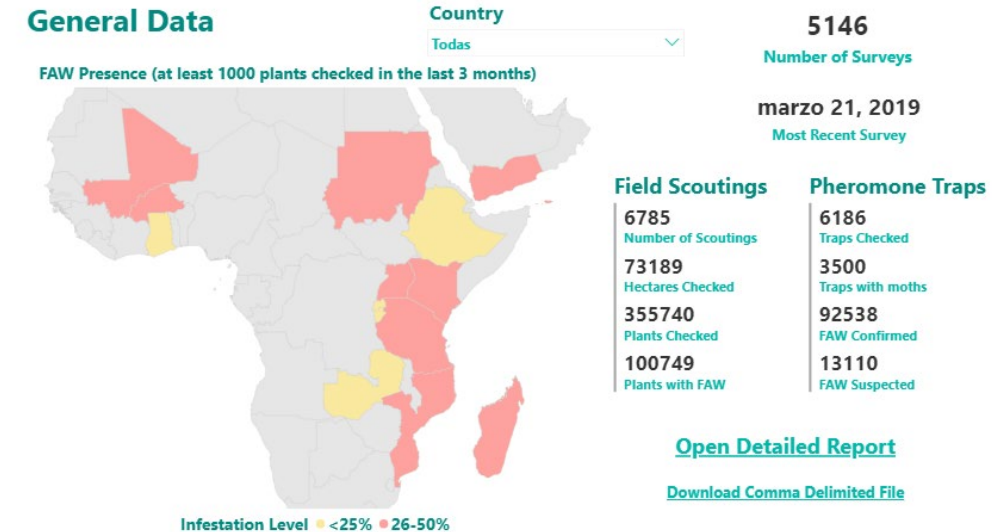 General Data
Country
Todas
5146
Number of Surveys
FAW Presence (at least 1000 plants checked in the last 3 months)
marzo 21, 2019
Most Recent Survey
Field Scoutings
6785
Number of Scoutings
73189
Hectares Checked
355740
Plants Checked
100749
Plants with FAW
Pheromone Traps
6186
Traps Checked
3500
Traps with moths
92538
FAW Confirmed
13110
FAW Suspected
Open Detailed Report
Download Comma Delimited File
Infestation Level <25% 26-50%